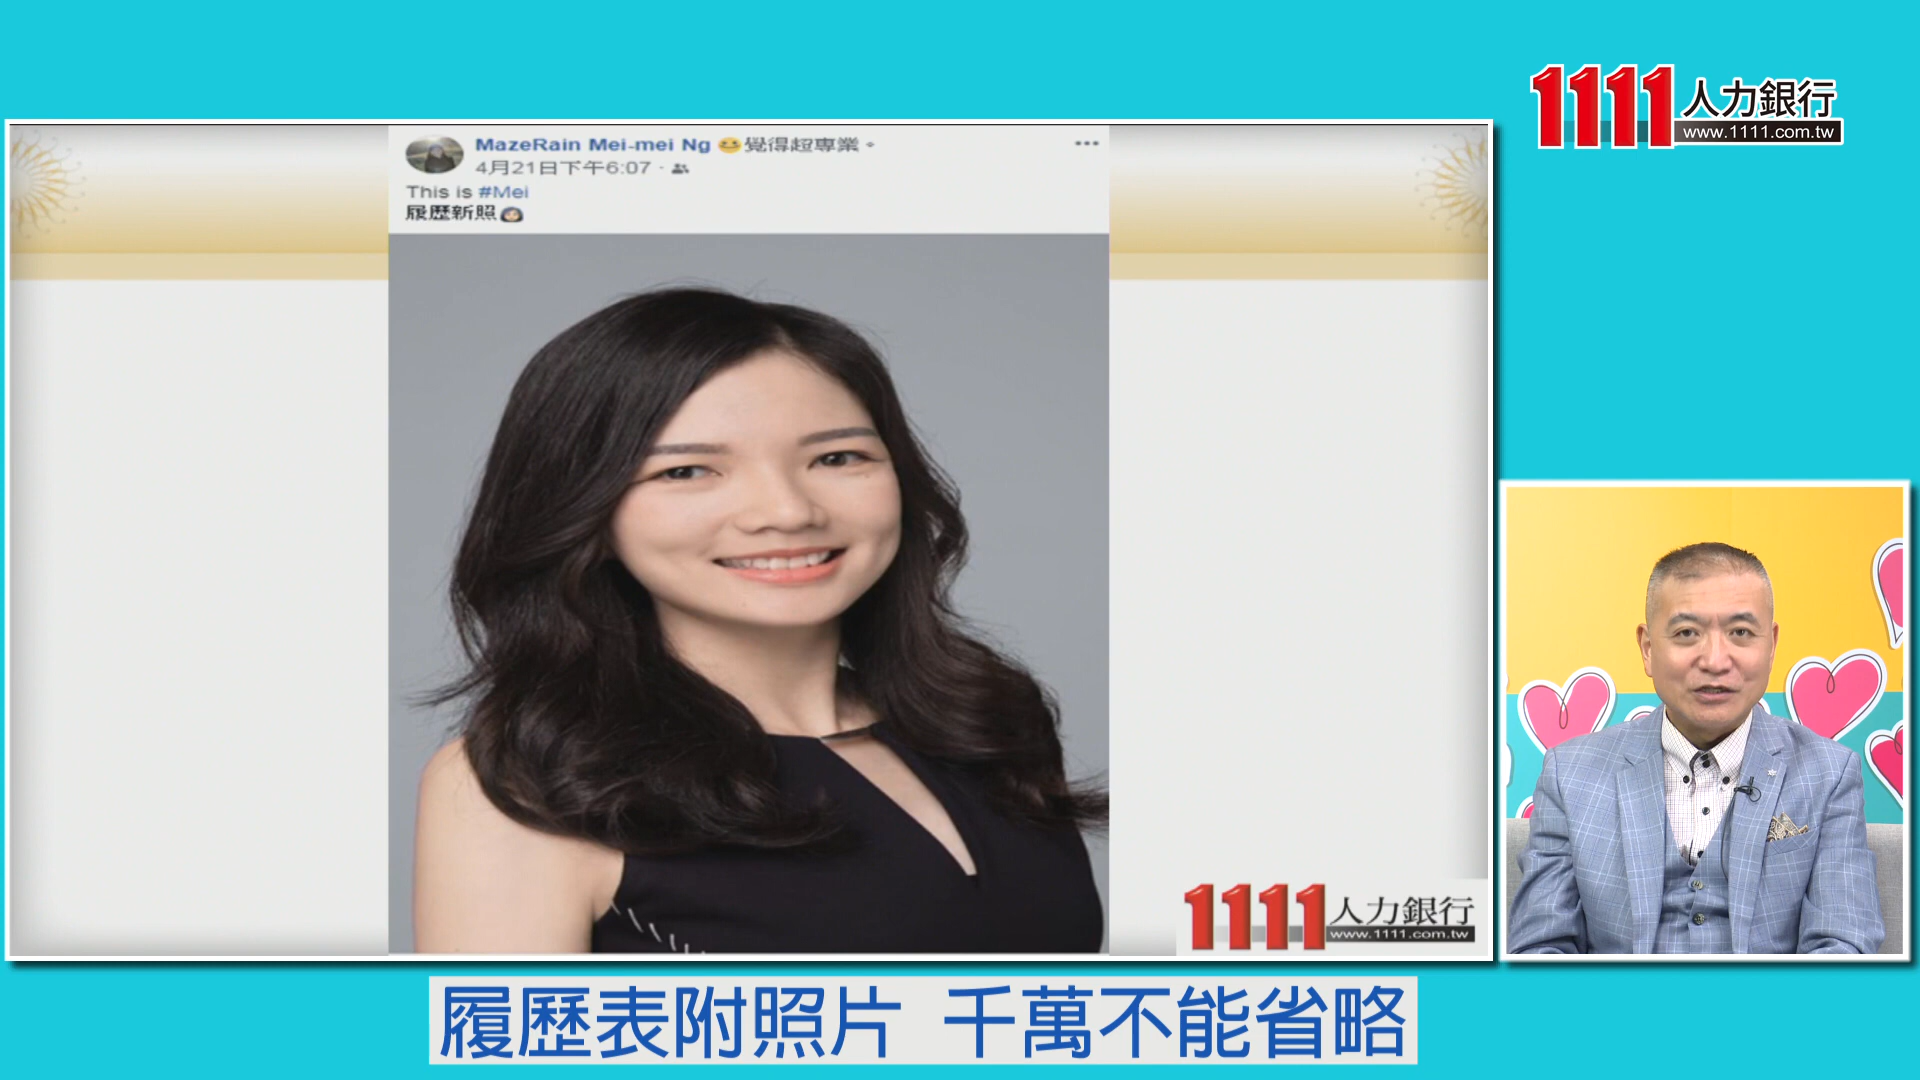 1111人力銀行
www.1111.com.tw
MazeRain Mei-mei Ng 覺得超專業。
4月21日下午6:07 ·
This is #Mei
履歷新照
1111人力銀行
www.1111.com.tw
履歷表附照片 千萬不能省略